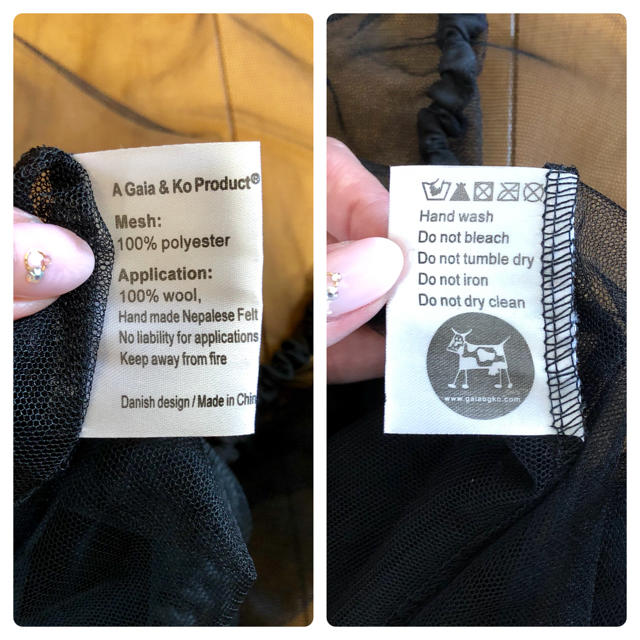 A Gaia & Ko Product®
Mesh:
100% polyester
Application:
100% wool,
Hand made Nepalese Felt
No liability for applications
Keep away from fire
Danish design / Made in Chin
Hand wash
Do not bleach
Do not tumble dry
Do not iron
Do not dry clean
www.gaiaogko.com